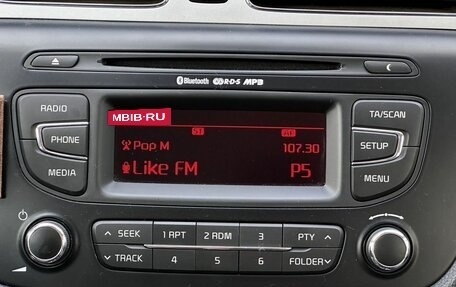 Bluetooth R·D·S MP3
RADIO
PHONE
MEDIA
MBIB-RU
ST
Pop M 107.30
Like FM P5
TA/SCAN
SETUP
MENU
SEEK 1 RPT 2 RDM 3 PTY
TRACK 4 5 6 FOLDER